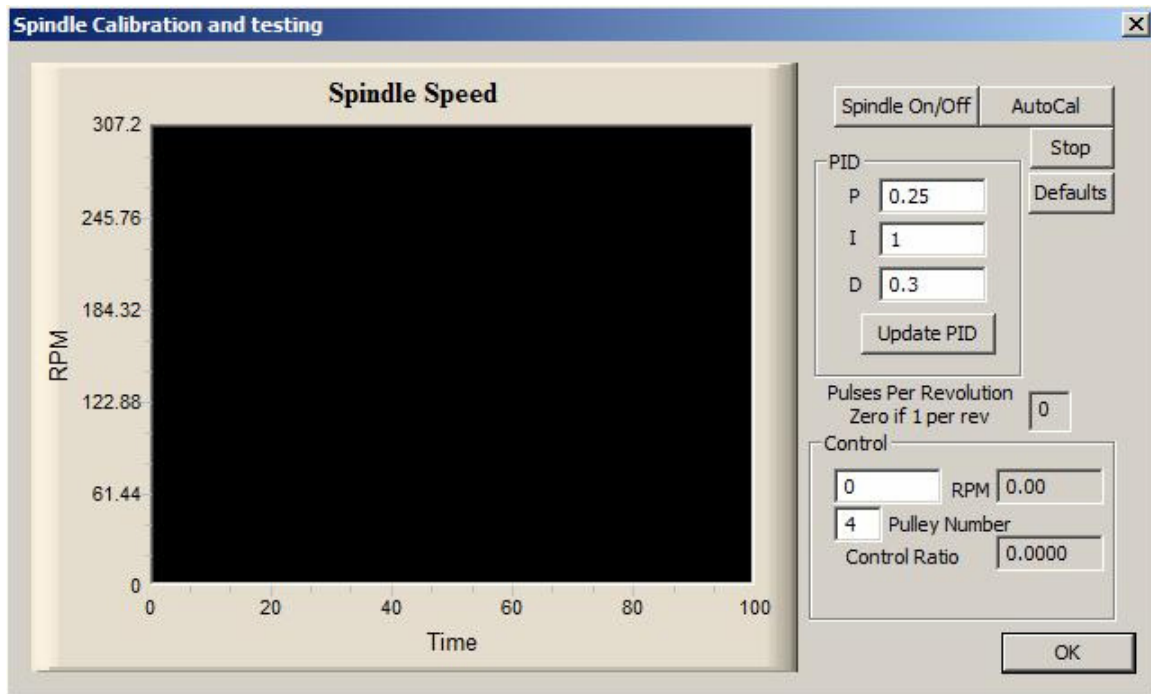 Spindle Calibration and testing
Spindle Speed
307.2
245.76
184.32
122.88
61.44
0
RPM
0 20 40 60 80 100
Time
Spindle On/Off AutoCal
Stop
Defaults
PID
P 0.25
I 1
D 0.3
Update PID
Pulses Per Revolution
Zero if 1 per rev 0
Control
0 RPM 0.00
4 Pulley Number
Control Ratio 0.0000
OK